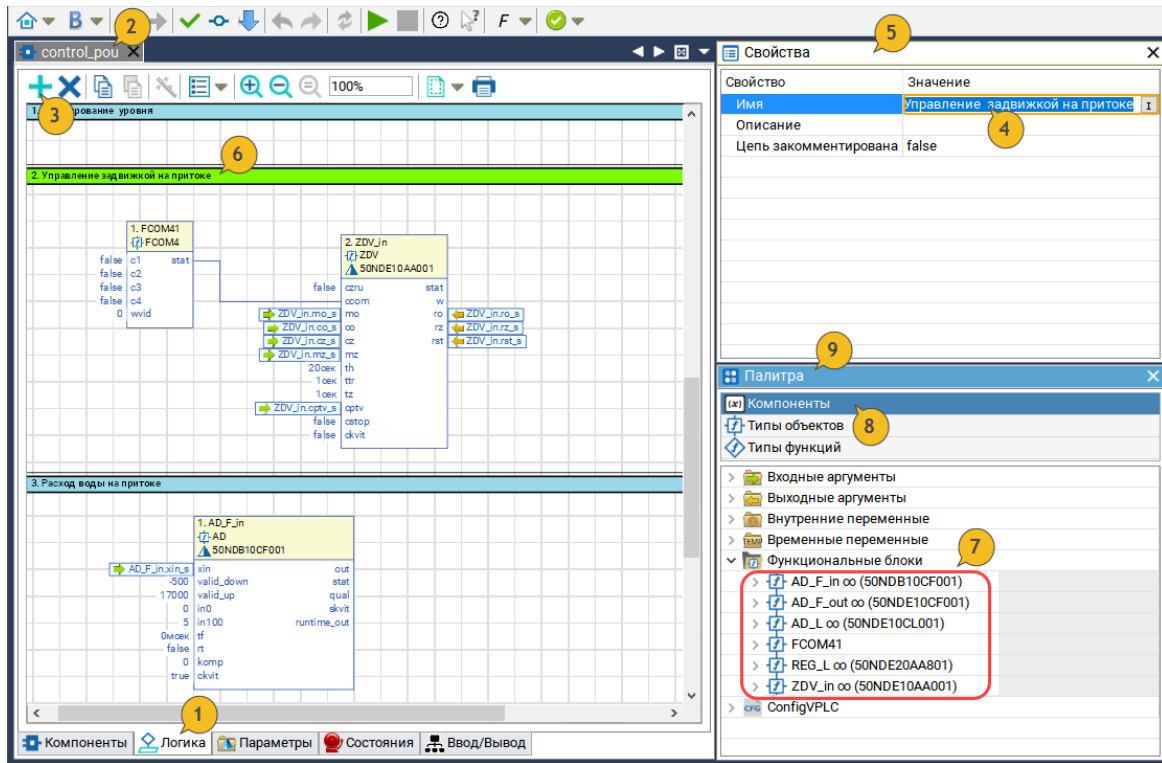 B
F
2
5
control_pou
Свойства
100%
3
Свойство Значение
Имя Управление задвижкой на притоке
4
Описание
Цепь закомментирована false
рование уровня
6
2. Управление задвижкой на притоке
1. FCOM41
FCOM4
false c1 stat
false c2
false c3
false c4
0 wvid
2. ZDV_in
ZDV
50NDE10AA001
false czru stat
ccom w
ZDV_in.mo_s mo ro ZDV_in.ro_s
ZDV_in.co_s co rz ZDV_in.rz_s
ZDV_in.cz_s cz rst ZDV_in.rst_s
ZDV_in.mz_s mz
20сек th
1сек ttr
1сек tz
ZDV_in.cptv_s cptv
false cstop
false ckvit
3. Расход воды на притоке
1. AD_F_in
AD
50NDB10CF001
AD_F_in.xin_s xin out
-500 valid_down stat
17000 valid_up qual
0 in0 skvit
5 in100 runtime_out
0мсек tf
false rt
0 komp
true ckvit
1
Компоненты Логика Параметры Состояния Ввод/Вывод
9
Палитра
(x) Компоненты
Типы объектов
8
Типы функций
Входные аргументы
Выходные аргументы
Внутренние переменные
TEMP Временные переменные
7
Функциональные блоки
AD_F_in ∞ (50NDB10CF001)
AD_F_out ∞ (50NDE10CF001)
AD_L ∞ (50NDE10CL001)
FCOM41
REG_L ∞ (50NDE20AA801)
ZDV_in ∞ (50NDE10AA001)
CFG ConfigVPLC